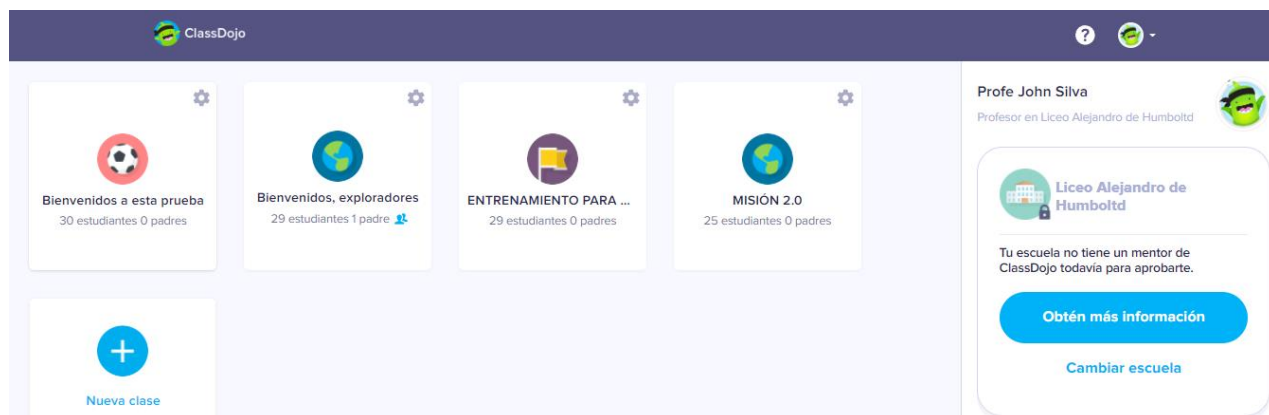 ClassDojo
?
Bienvenidos a esta prueba
30 estudiantes 0 padres
Bienvenidos, exploradores
29 estudiantes 1 padre
ENTRENAMIENTO PARA ...
29 estudiantes 0 padres
MISIÓN 2.0
25 estudiantes 0 padres
Nueva clase
Profe John Silva
Profesor en Liceo Alejandro de Humboltd
Liceo Alejandro de
Humboltd
Tu escuela no tiene un mentor de
ClassDojo todavía para aprobarte.
Obtén más información
Cambiar escuela